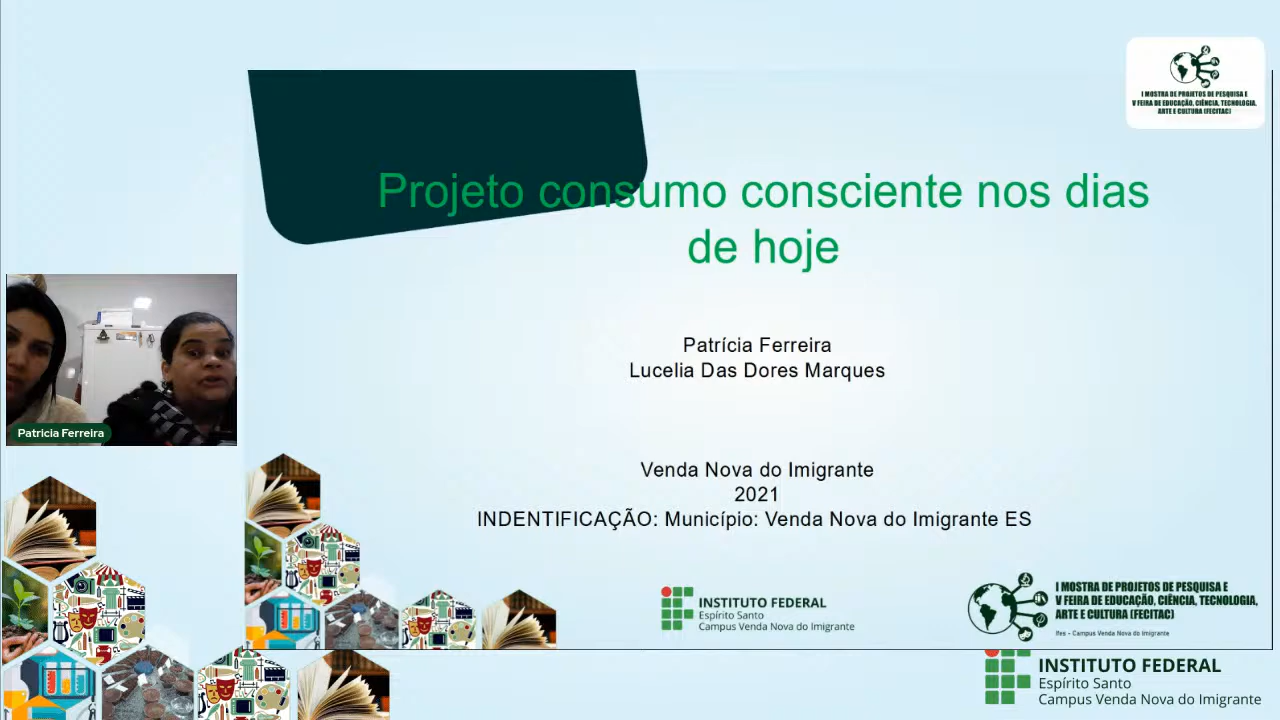 I MOSTRA DE PROJETOS DE PESQUISA E
V FEIRA DE EDUCAÇÃO, CIÊNCIA, TECNOLOGIA,
ARTE E CULTURA (FECITAC)
Projeto consumo consciente nos dias
de hoje
Patrícia Ferreira
Lucelia Das Dores Marques
Patricia Ferreira
Venda Nova do Imigrante
2021
INDENTIFICAÇÃO: Município: Venda Nova do Imigrante ES
INSTITUTO FEDERAL
Espírito Santo
Campus Venda Nova do Imigrante
I MOSTRA DE PROJETOS DE PESQUISA E
V FEIRA DE EDUCAÇÃO, CIÊNCIA, TECNOLOGIA,
ARTE E CULTURA (FECITAC)
Ifes - Campus Venda Nova do Imigrante
INSTITUTO FEDERAL
Espírito Santo
Campus Venda Nova do Imigrante